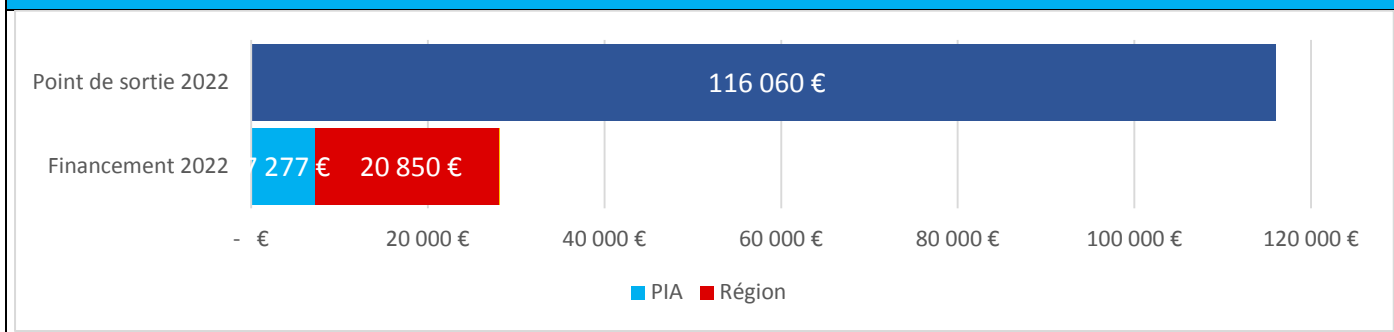 Point de sortie 2022
116 060 €
Financement 2022
7 277 €
20 850 €
- €
20 000 €
40 000 €
60 000 €
80 000 €
100 000 €
120 000 €
PIA
Région